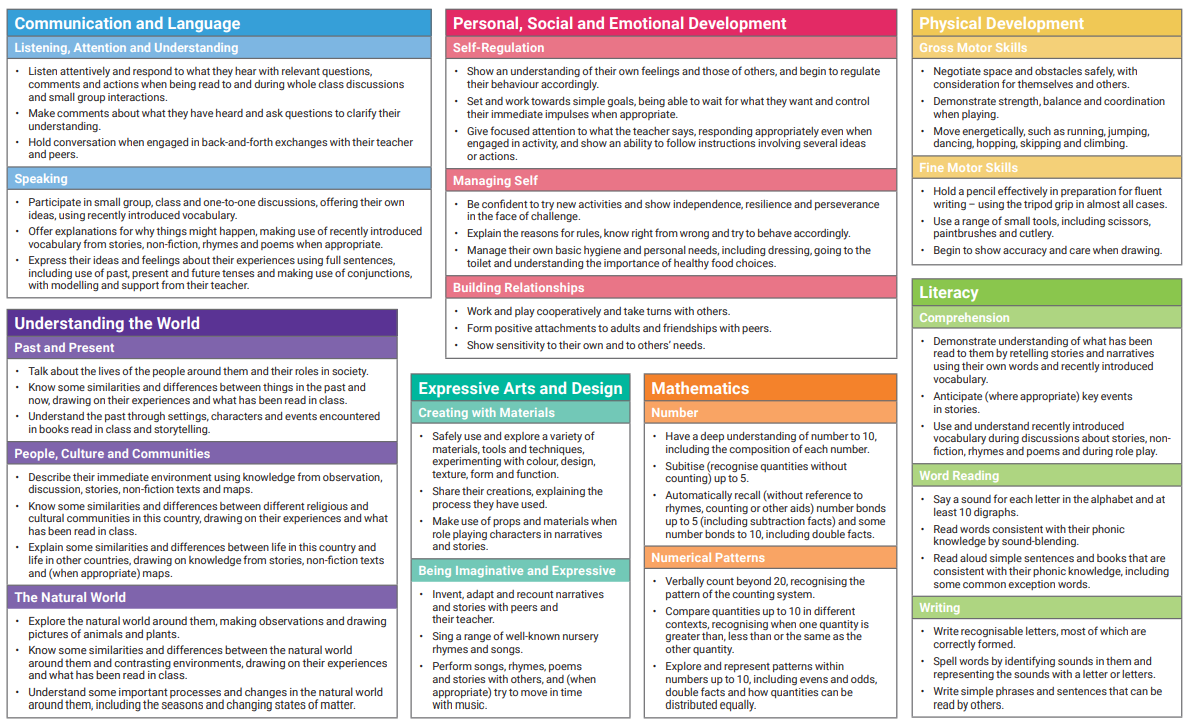 Communication and Language
Listening, Attention and Understanding
• Listen attentively and respond to what they hear with relevant questions,
comments and actions when being read to and during whole class discussions
and small group interactions.
• Make comments about what they have heard and ask questions to clarify their
understanding.
• Hold conversation when engaged in back-and-forth exchanges with their teacher
and peers.
Speaking
• Participate in small group, class and one-to-one discussions, offering their own
ideas, using recently introduced vocabulary.
• Offer explanations for why things might happen, making use of recently introduced
vocabulary from stories, non-fiction, rhymes and poems when appropriate.
• Express their ideas and feelings about their experiences using full sentences,
including use of past, present and future tenses and making use of conjunctions,
with modelling and support from their teacher.
Personal, Social and Emotional Development
Self-Regulation
• Show an understanding of their own feelings and those of others, and begin to regulate
their behaviour accordingly.
• Set and work towards simple goals, being able to wait for what they want and control
their immediate impulses when appropriate.
• Give focused attention to what the teacher says, responding appropriately even when
engaged in activity, and show an ability to follow instructions involving several ideas
or actions.
Managing Self
• Be confident to try new activities and show independence, resilience and perseverance
in the face of challenge.
• Explain the reasons for rules, know right from wrong and try to behave accordingly.
• Manage their own basic hygiene and personal needs, including dressing, going to the
toilet and understanding the importance of healthy food choices.
Building Relationships
• Work and play cooperatively and take turns with others.
• Form positive attachments to adults and friendships with peers.
• Show sensitivity to their own and to others' needs.
Physical Development
Gross Motor Skills
• Negotiate space and obstacles safely, with
consideration for themselves and others.
• Demonstrate strength, balance and coordination
when playing.
• Move energetically, such as running, jumping,
dancing, hopping, skipping and climbing.
Fine Motor Skills
• Hold a pencil effectively in preparation for fluent
writing – using the tripod grip in almost all cases.
• Use a range of small tools, including scissors,
paintbrushes and cutlery.
• Begin to show accuracy and care when drawing.
Understanding the World
Past and Present
• Talk about the lives of the people around them and their roles in society.
• Know some similarities and differences between things in the past and
now, drawing on their experiences and what has been read in class.
• Understand the past through settings, characters and events encountered
in books read in class and storytelling.
People, Culture and Communities
• Describe their immediate environment using knowledge from observation,
discussion, stories, non-fiction texts and maps.
• Know some similarities and differences between different religious and
cultural communities in this country, drawing on their experiences and what
has been read in class.
• Explain some similarities and differences between life in this country and
life in other countries, drawing on knowledge from stories, non-fiction texts
and (when appropriate) maps.
The Natural World
• Explore the natural world around them, making observations and drawing
pictures of animals and plants.
• Know some similarities and differences between the natural world
around them and contrasting environments, drawing on their experiences
and what has been read in class.
• Understand some important processes and changes in the natural world
around them, including the seasons and changing states of matter.
Expressive Arts and Design
Creating with Materials
• Safely use and explore a variety of
materials, tools and techniques,
experimenting with colour, design,
texture, form and function.
• Share their creations, explaining the
process they have used.
• Make use of props and materials when
role playing characters in narratives
and stories.
Being Imaginative and Expressive
• Invent, adapt and recount narratives
and stories with peers and
their teacher.
• Sing a range of well-known nursery
rhymes and songs.
• Perform songs, rhymes, poems
and stories with others, and (when
appropriate) try to move in time
with music.
Mathematics
Number
• Have a deep understanding of number to 10,
including the composition of each number.
• Subitise (recognise quantities without
counting) up to 5.
• Automatically recall (without reference to
rhymes, counting or other aids) number bonds
up to 5 (including subtraction facts) and some
number bonds to 10, including double facts.
Numerical Patterns
• Verbally count beyond 20, recognising the
pattern of the counting system.
• Compare quantities up to 10 in different
contexts, recognising when one quantity is
greater than, less than or the same as the
other quantity.
• Explore and represent patterns within
numbers up to 10, including evens and odds,
double facts and how quantities can be
distributed equally.
Literacy
Comprehension
• Demonstrate understanding of what has been
read to them by retelling stories and narratives
using their own words and recently introduced
vocabulary.
• Anticipate (where appropriate) key events
in stories.
• Use and understand recently introduced
vocabulary during discussions about stories, non-
fiction, rhymes and poems and during role play.
Word Reading
• Say a sound for each letter in the alphabet and at
least 10 digraphs.
• Read words consistent with their phonic
knowledge by sound-blending.
• Read aloud simple sentences and books that are
consistent with their phonic knowledge, including
some common exception words.
Writing
• Write recognisable letters, most of which are
correctly formed.
• Spell words by identifying sounds in them and
representing the sounds with a letter or letters.
• Write simple phrases and sentences that can be
read by others.